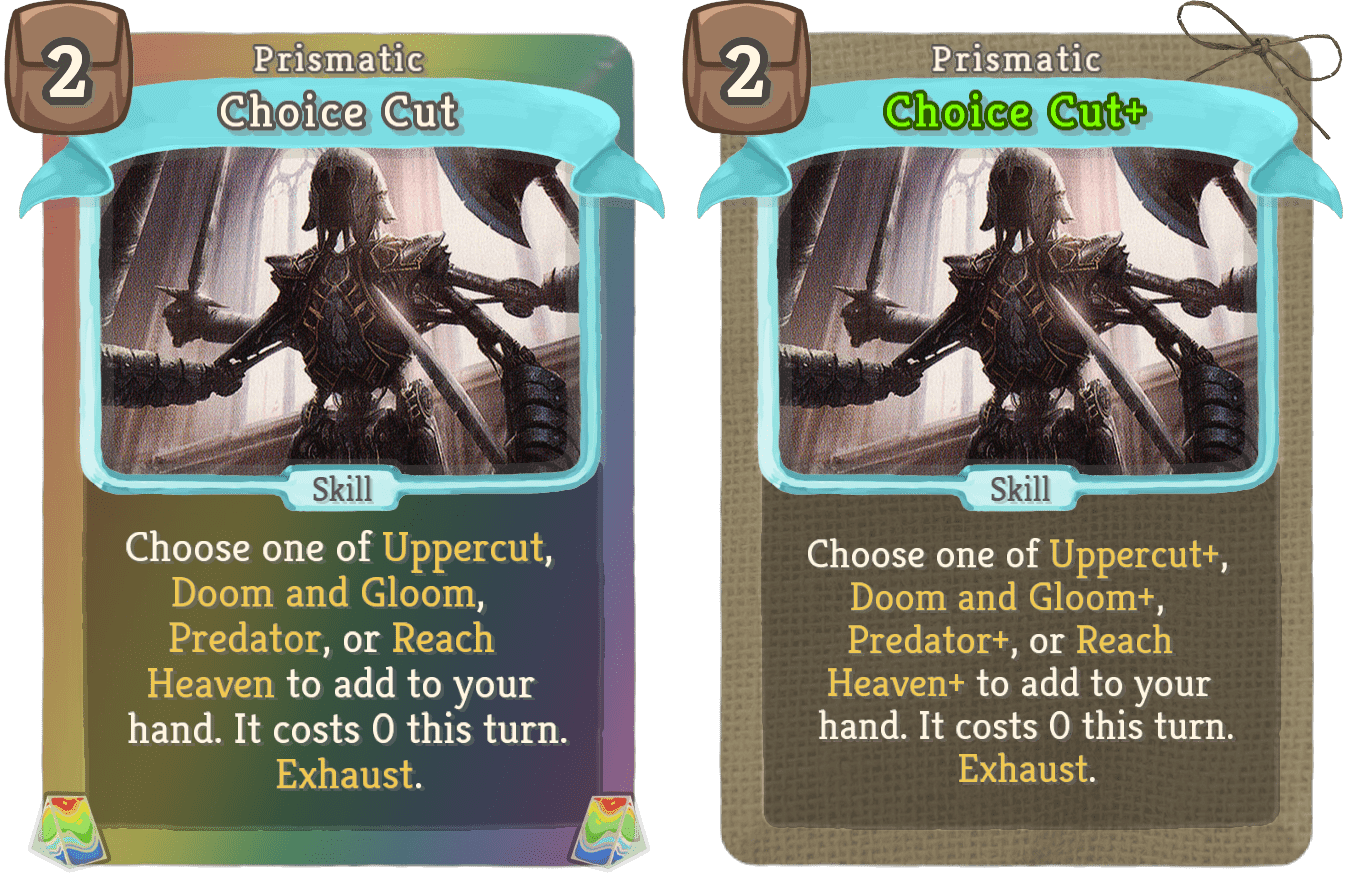 2
Prismatic
Choice Cut
Skill
Choose one of Uppercut,
Doom and Gloom,
Predator, or Reach
Heaven to add to your
hand. It costs 0 this turn.
Exhaust.
2
Prismatic
Choice Cut+
Skill
Choose one of Uppercut+,
Doom and Gloom+,
Predator+, or Reach
Heaven+ to add to your
hand. It costs 0 this turn.
Exhaust.